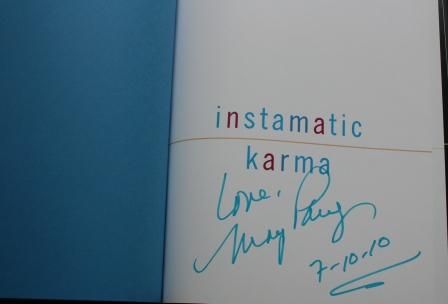 instamatic
karma
Love,
May Pang
7-10-10